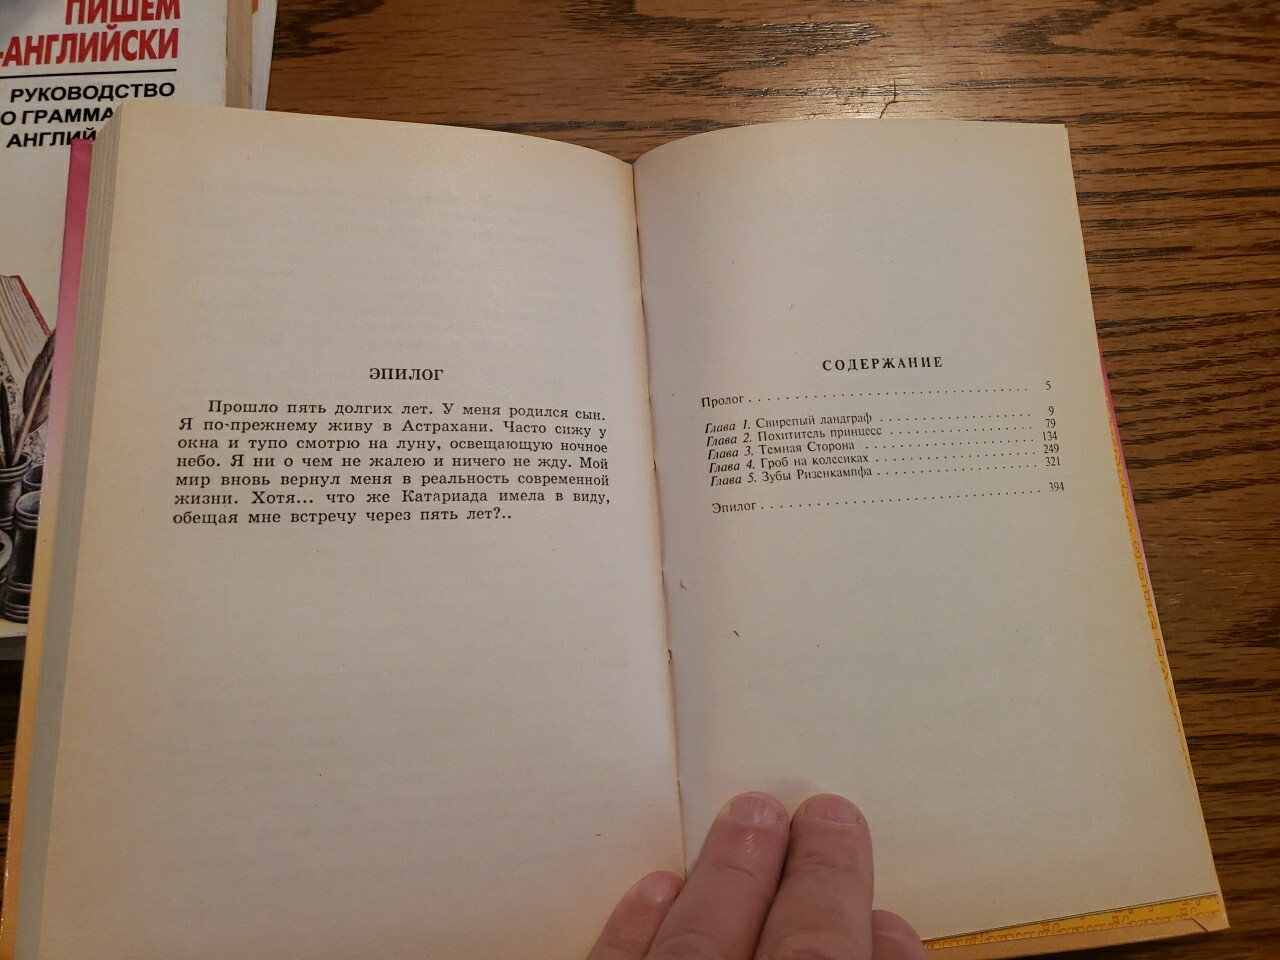 ПИШЕМ
-АНГЛИЙСКИ
РУКОВОДСТВО
О ГРАММА
АНГЛИЙ
ЭПИЛОГ
Прошло пять долгих лет. У меня родился сын.
Я по-прежнему живу в Астрахани. Часто сижу у
окна и тупо смотрю на луну, освещающую ночное
небо. Я ни о чем не жалею и ничего не жду. Мой
мир вновь вернул меня в реальность современной
жизни. Хотя... что же Катариада имела в виду,
обещая мне встречу через пять лет?..
СОДЕРЖАНИЕ
Пролог . . . . . . . . . . . . . . . . . . . . . . . . . . . . . 5
Глава 1. Свирепый ландграф . . . . . . . . . . . . . . . . 9
Глава 2. Похититель принцесс . . . . . . . . . . . . . . . 79
Глава 3. Темная Сторона . . . . . . . . . . . . . . . . . . 134
Глава 4. Гроб на колесиках . . . . . . . . . . . . . . . . 249
Глава 5. Зубы Ризенкампфа . . . . . . . . . . . . . . . . 321
Эпилог . . . . . . . . . . . . . . . . . . . . . . . . . . . . . 394